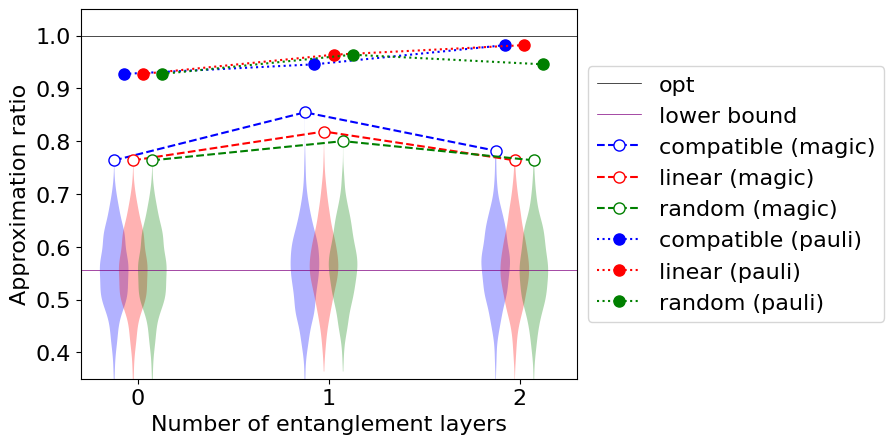 1.0
0.9
0.8
0.7
0.6
0.5
0.4
Approximation ratio
0 1 2
Number of entanglement layers
opt
lower bound
compatible (magic)
linear (magic)
random (magic)
compatible (pauli)
linear (pauli)
random (pauli)